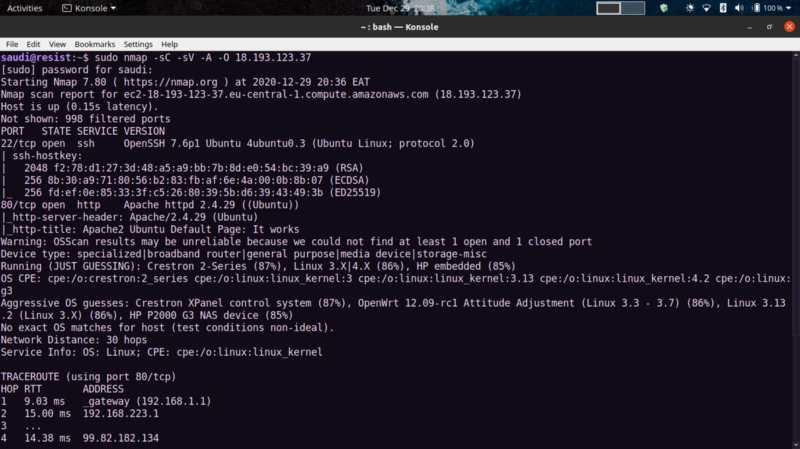 Activities
Konsole
Tue Dec 29 20:38
100 %
~ : bash — Konsole
File Edit View Bookmarks Settings Help
saudi@resist:~$ sudo nmap -sC -sV -A -O 18.193.123.37
[sudo] password for saudi:
Starting Nmap 7.80 ( https://nmap.org ) at 2020-12-29 20:36 EAT
Nmap scan report for ec2-18-193-123-37.eu-central-1.compute.amazonaws.com (18.193.123.37)
Host is up (0.15s latency).
Not shown: 998 filtered ports
PORT   STATE SERVICE VERSION
22/tcp open  ssh     OpenSSH 7.6p1 Ubuntu 4ubuntu0.3 (Ubuntu Linux; protocol 2.0)
| ssh-hostkey:
|   2048 f2:78:d1:27:3d:48:a5:a9:bb:7b:8d:e0:54:bc:39:a9 (RSA)
|   256 8b:30:a9:71:80:56:b2:83:fb:af:6e:4a:00:0b:8b:07 (ECDSA)
|_  256 fd:ef:0e:85:33:3f:c5:26:80:39:5b:d6:39:43:49:3b (ED25519)
80/tcp open  http    Apache httpd 2.4.29 ((Ubuntu))
|_http-server-header: Apache/2.4.29 (Ubuntu)
|_http-title: Apache2 Ubuntu Default Page: It works
Warning: OSScan results may be unreliable because we could not find at least 1 open and 1 closed port
Device type: specialized|broadband router|general purpose|media device|storage-misc
Running (JUST GUESSING): Crestron 2-Series (87%), Linux 3.X|4.X (86%), HP embedded (85%)
OS CPE: cpe:/o:crestron:2_series cpe:/o:linux:linux_kernel:3 cpe:/o:linux:linux_kernel:3.13 cpe:/o:linux:linux_kernel:4.2 cpe:/o:linux:
g3
Aggressive OS guesses: Crestron XPanel control system (87%), OpenWrt 12.09-rc1 Attitude Adjustment (Linux 3.3 - 3.7) (86%), Linux 3.13
.2 (Linux 3.X) (86%), HP P2000 G3 NAS device (85%)
No exact OS matches for host (test conditions non-ideal).
Network Distance: 30 hops
Service Info: OS: Linux; CPE: cpe:/o:linux:linux_kernel
TRACEROUTE (using port 80/tcp)
HOP RTT      ADDRESS
1   9.03 ms  _gateway (192.168.1.1)
2   15.00 ms 192.168.223.1
3   ...
4   14.38 ms 99.82.182.134